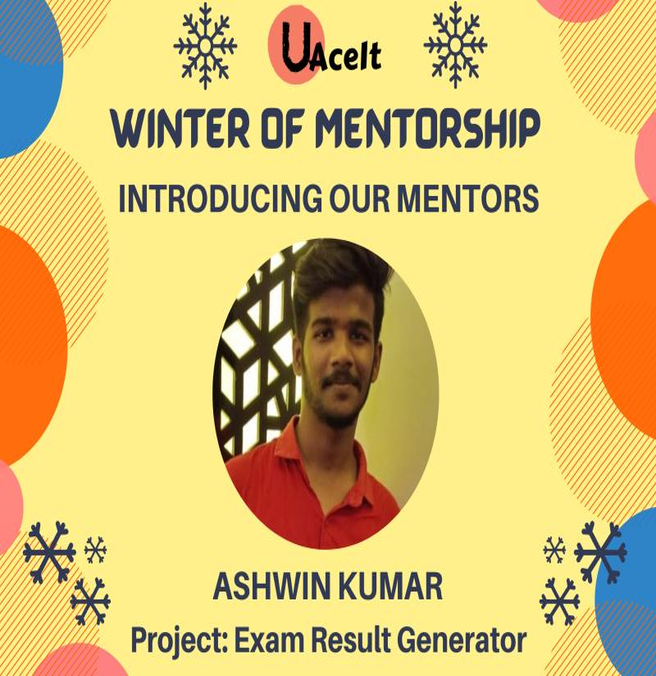 UAceIt
WINTER OF MENTORSHIP
INTRODUCING OUR MENTORS
ASHWIN KUMAR
Project: Exam Result Generator